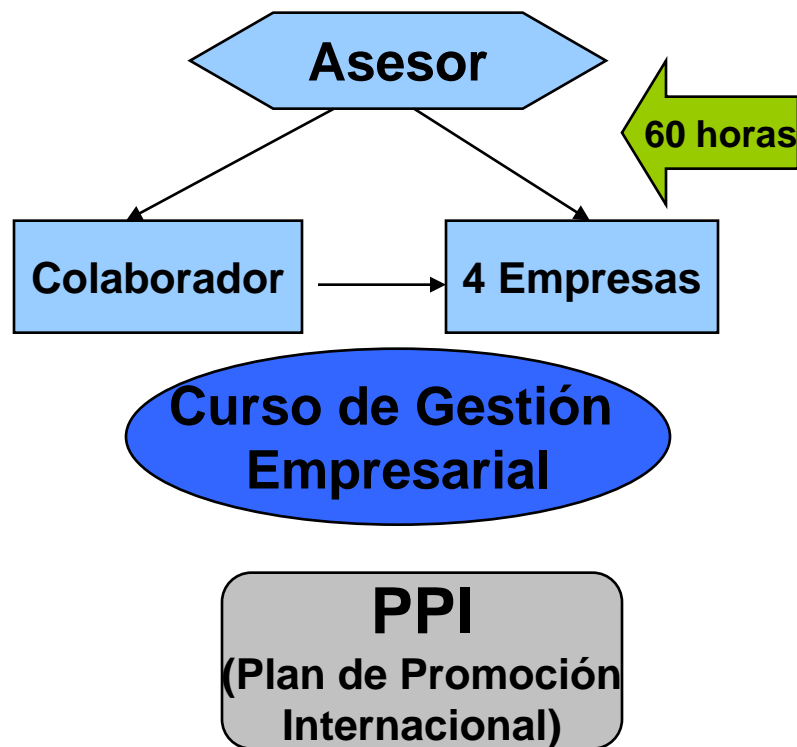 Asesor
60 horas
Colaborador
4 Empresas
Curso de Gestión
Empresarial
PPI
(Plan de Promoción
Internacional)